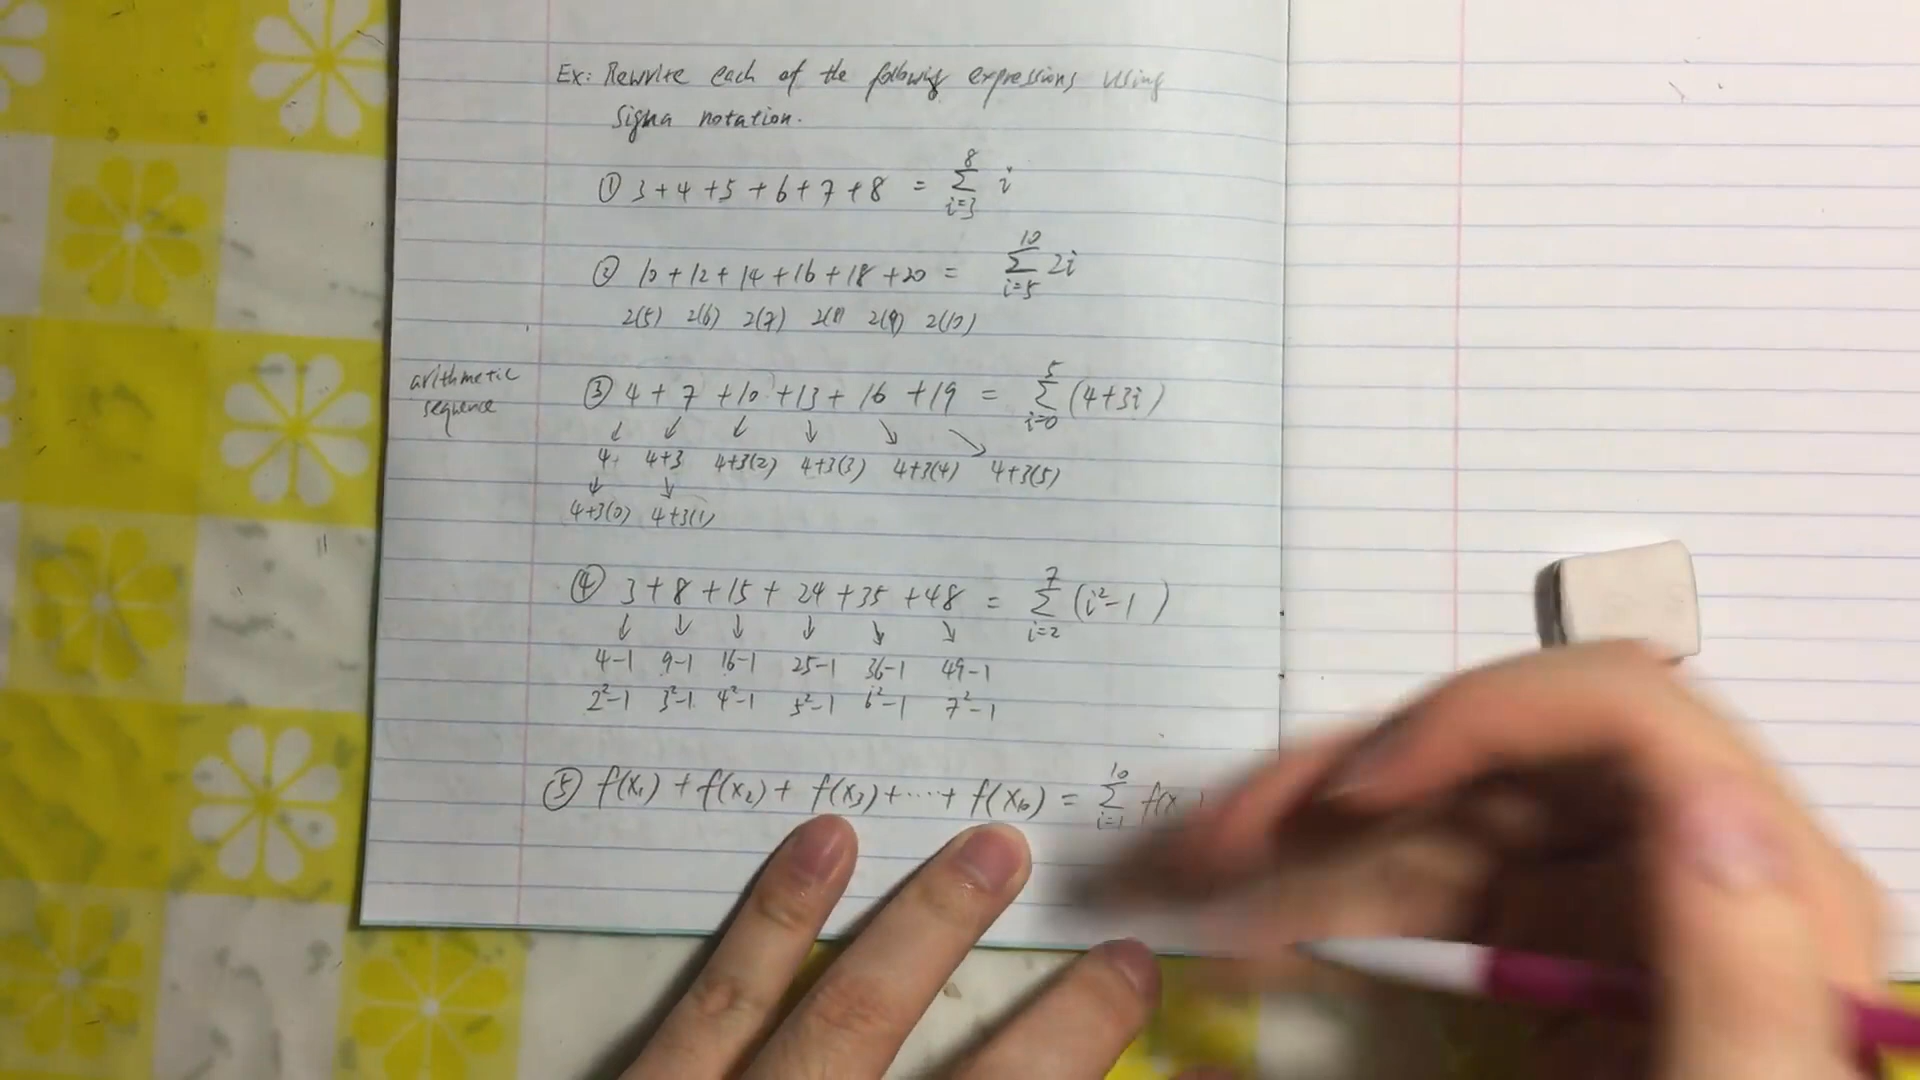 Ex: Rewrite each of the following expressions using
Sigma notation.
① 3+4+5+6+7+8 = ∑_{i=3}^{8} i
② 10+12+14+16+18+20 = ∑_{i=5}^{10} 2i
2(5) 2(6) 2(7) 2(8) 2(9) 2(10)
arithmetic
sequence
③ 4+7+10+13+16+19 = ∑_{i=0}^{5} (4+3i)
↓ ↓ ↓ ↓ ↘ ↘
4 4+3 4+3(2) 4+3(3) 4+3(4) 4+3(5)
↓ ↓
4+3(0) 4+3(1)
④ 3+8+15+24+35+48 = ∑_{i=2}^{7} (i²-1)
↓ ↓ ↓ ↓ ↘ ↘
4-1 9-1 16-1 25-1 36-1 49-1
2²-1 3²-1 4²-1 5²-1 6²-1 7²-1
⑤ f(x₁)+f(x₂)+f(x₃)+····+f(x₁₀) = ∑_{i=1}^{10} f(x